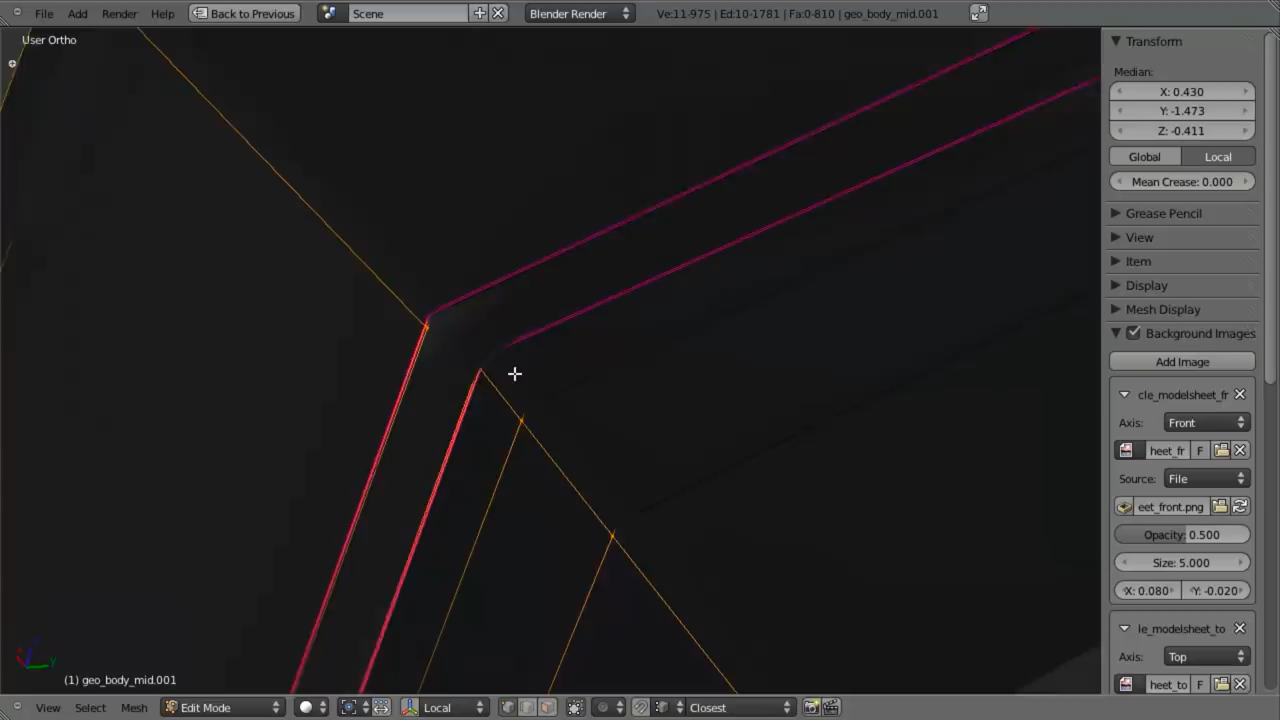 File Add Render Help Back to Previous Scene Blender Render Ve:11-975 | Ed:10-1781 | Fa:0-810 | geo_body_mid.001
User Ortho
Transform
Median:
X: 0.430
Y: -1.473
Z: -0.411
Global Local
Mean Crease: 0.000
Grease Pencil
View
Item
Display
Mesh Display
Background Images
Add Image
cle_modelsheet_fr
Axis: Front
heet_fr F
Source: File
eet_front.png
Opacity: 0.500
Size: 5.000
X: 0.080 Y: -0.020
le_modelsheet_to
Axis: Top
heet_to F
(1) geo_body_mid.001
View Select Mesh Edit Mode Local Closest